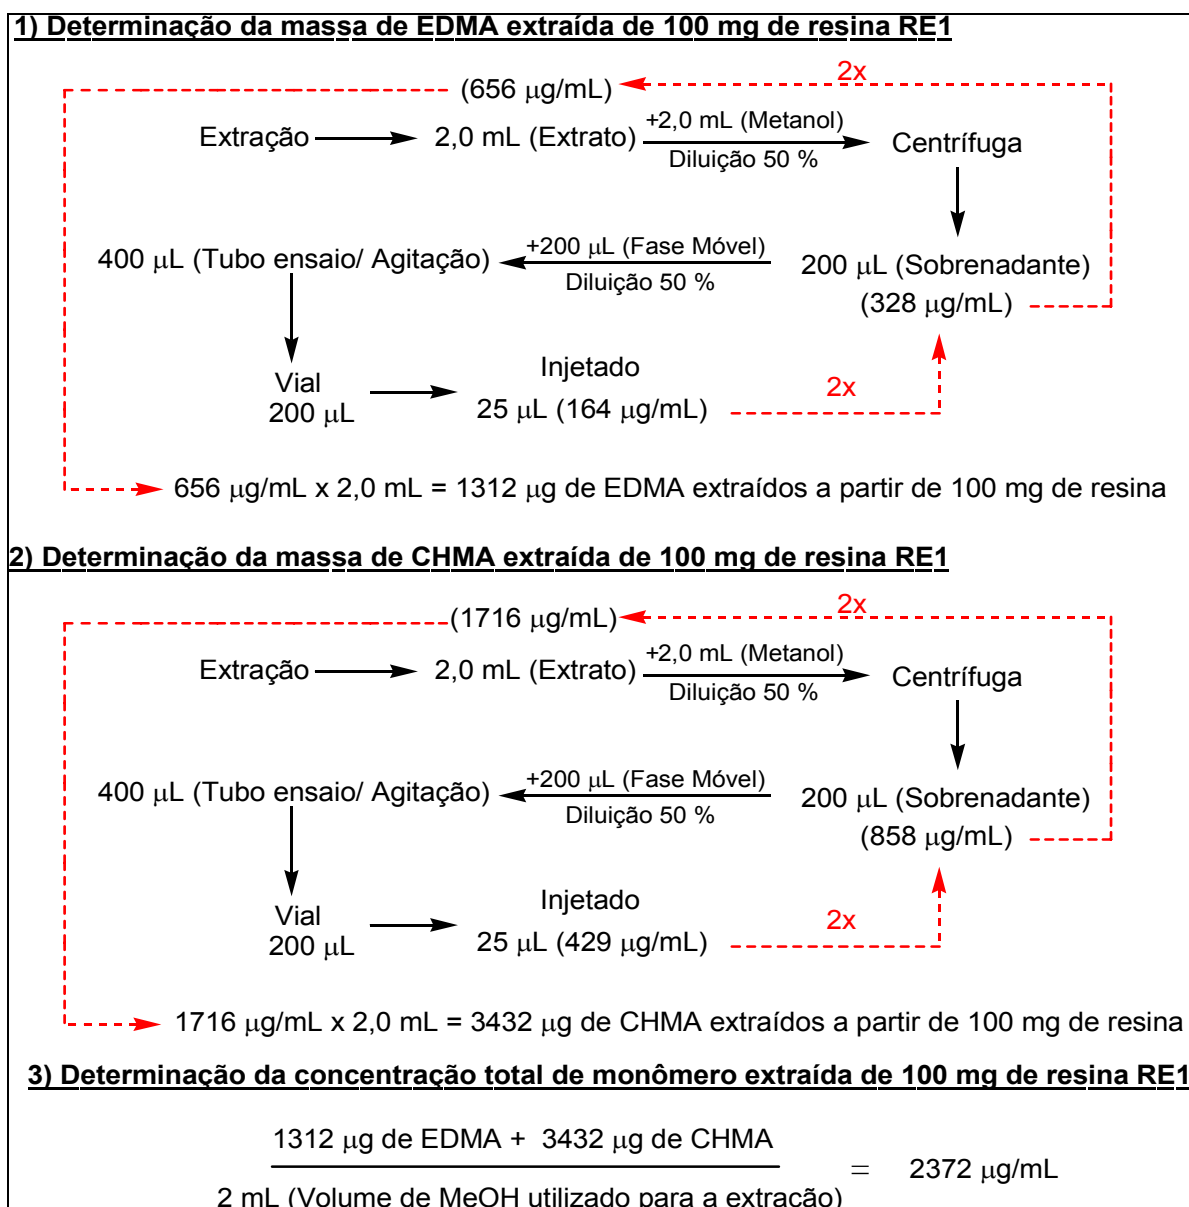 1) Determinação da massa de EDMA extraída de 100 mg de resina RE1
2x
(656 μg/mL)
Extração 2,0 mL (Extrato) +2,0 mL (Metanol) Centrífuga
Diluição 50 %
400 μL (Tubo ensaio/ Agitação) +200 μL (Fase Móvel) 200 μL (Sobrenadante)
Diluição 50 % (328 μg/mL)
Vial Injetado 2x
200 μL 25 μL (164 μg/mL)
656 μg/mL x 2,0 mL = 1312 μg de EDMA extraídos a partir de 100 mg de resina
2) Determinação da massa de CHMA extraída de 100 mg de resina RE1
2x
(1716 μg/mL)
Extração 2,0 mL (Extrato) +2,0 mL (Metanol) Centrífuga
Diluição 50 %
400 μL (Tubo ensaio/ Agitação) +200 μL (Fase Móvel) 200 μL (Sobrenadante)
Diluição 50 % (858 μg/mL)
Vial Injetado 2x
200 μL 25 μL (429 μg/mL)
1716 μg/mL x 2,0 mL = 3432 μg de CHMA extraídos a partir de 100 mg de resina
3) Determinação da concentração total de monômero extraída de 100 mg de resina RE1
1312 μg de EDMA + 3432 μg de CHMA
= 2372 μg/mL
2 mL (Volume de MeOH utilizado para a extração)